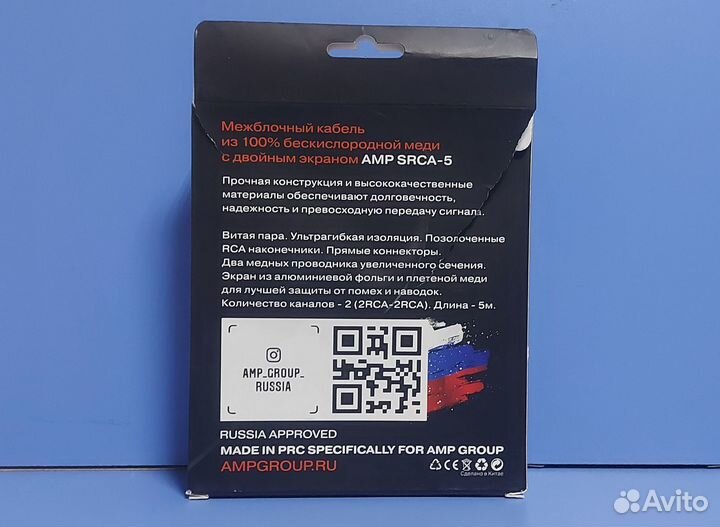 Межблочный кабель
из 100% бескислородной меди
с двойным экраном AMP SRCA-5
Прочная конструкция и высококачественные
материалы обеспечивают долговечность,
надежность и превосходную передачу сигнала.
Витая пара. Ультрагибкая изоляция. Позолоченные
RCA наконечники. Прямые коннекторы.
Два медных проводника увеличенного сечения.
Экран из алюминиевой фольги и плетеной меди
для лучшей защиты от помех и наводок.
Количество каналов - 2 (2RCA-2RCA). Длина - 5м.
AMP_GROUP_
RUSSIA
RUSSIA APPROVED
MADE IN PRC SPECIFICALLY FOR AMP GROUP
AMPGROUP.RU
CE
Сделано в Китае
Avito